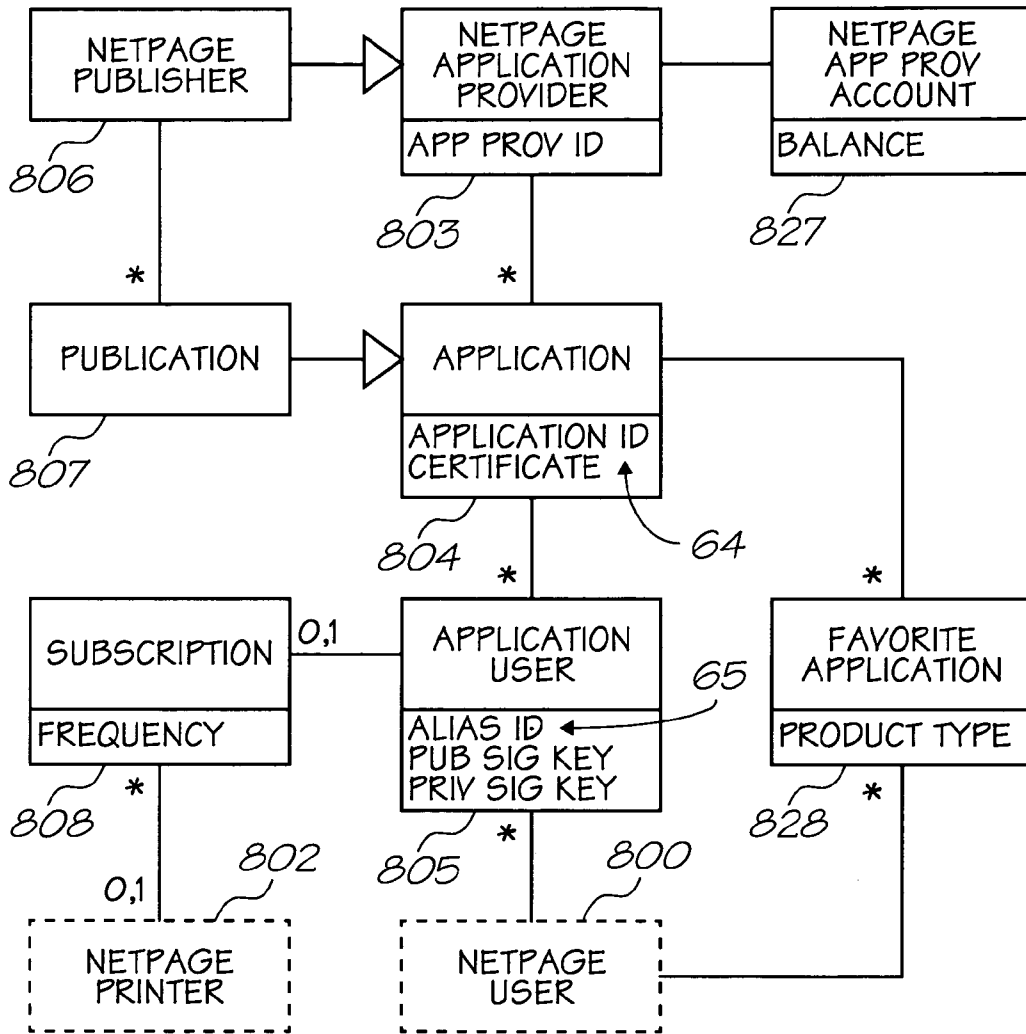 NETPAGE
PUBLISHER
NETPAGE
APPLICATION
PROVIDER
APP PROV ID
NETPAGE
APP PROV
ACCOUNT
BALANCE
806
803
827
*
*
PUBLICATION
APPLICATION
APPLICATION ID
CERTIFICATE
807
804
64
*
*
SUBSCRIPTION
FREQUENCY
0,1
APPLICATION
USER
ALIAS ID
PUB SIG KEY
PRIV SIG KEY
65
FAVORITE
APPLICATION
PRODUCT TYPE
*
808
*
805
*
828
802
800
0,1
NETPAGE
PRINTER
NETPAGE
USER